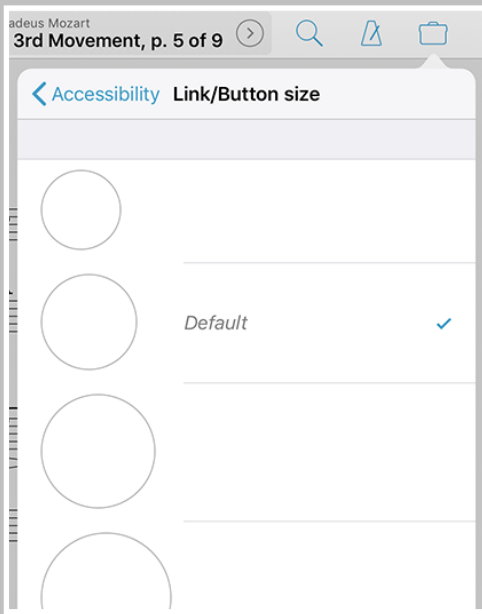 adeus Mozart
3rd Movement, p. 5 of 9
Accessibility Link/Button size
Default